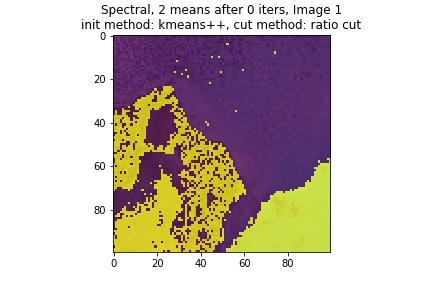 Spectral, 2 means after 0 iters, Image 1
init method: kmeans++, cut method: ratio cut
0
20
40
60
80
0 20 40 60 80